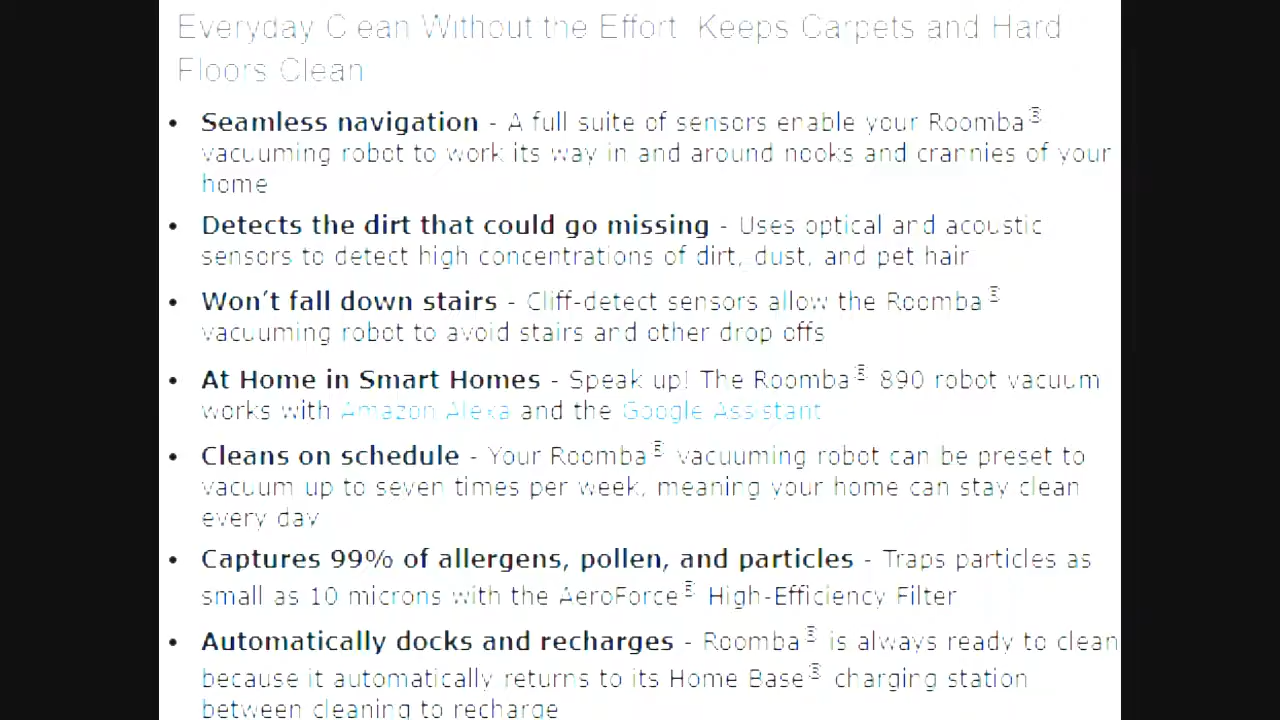 Everyday Clean Without the Effort Keeps Carpets and Hard
Floors Clean
• Seamless navigation - A full suite of sensors enable your Roomba®
vacuuming robot to work its way in and around nooks and crannies of your
home
• Detects the dirt that could go missing - Uses optical and acoustic
sensors to detect high concentrations of dirt, dust, and pet hair
• Won't fall down stairs - Cliff-detect sensors allow the Roomba®
vacuuming robot to avoid stairs and other drop offs
• At Home in Smart Homes - Speak up! The Roomba® 890 robot vacuum
works with Amazon Alexa and the Google Assistant
• Cleans on schedule - Your Roomba® vacuuming robot can be preset to
vacuum up to seven times per week, meaning your home can stay clean
every day
• Captures 99% of allergens, pollen, and particles - Traps particles as
small as 10 microns with the AeroForce® High-Efficiency Filter
• Automatically docks and recharges - Roomba® is always ready to clean
because it automatically returns to its Home Base® charging station
between cleaning to recharge